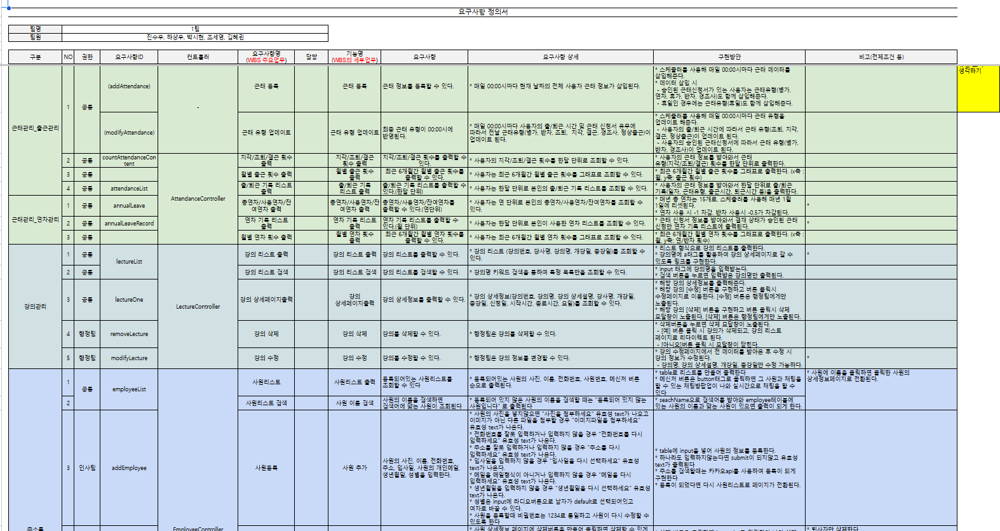 요구사항 정의서
팀명
1팀
팀원
진수우, 하상우, 박시현, 조세영, 김혜린
구분
NO
권한
요구사항ID
컨트롤러
요구사항명
(WBS 주요업무)
담당
기능명
(WBS의 세부업무)
요구사항
요구사항 상세
구현방안
비고(전제조건 등)
생각하기
근태관리_출근관리
1
공통
(addAttendance)
-
근태 등록
근태 등록
근태 정보를 등록할 수 있다.
* 매일 00:00시마다 현재 날짜의 전체 사용자 근태 정보가 삽입된다.
* 스케줄러를 사용해 매일 00:00시마다 근태 데이터를
삽입해준다.
* 데이터 삽입 시
- 승인된 근태신청서가 있는 사용자는 근태유형(병가,
연차, 휴가, 반차, 경조사)도 함께 삽입해준다.
- 휴일인 경우에는 근태유형(휴일)도 함께 삽입해준다.
(modifyAttendance)
근태 유형 업데이트
근태 유형 업데이트
최종 근태 유형이 00:00시에
반영된다.
* 매일 00:00시마다 사용자의 출/퇴근 시간 및 근태 신청서 유무에
따라서 전날 근태유형(병가, 반차, 조퇴, 지각, 결근, 경조사, 정상출근)이
업데이트 된다.
* 스케줄러를 사용해 매일 00:00시마다 근태 유형을
업데이트 해준다.
- 사용자의 출/퇴근 시간에 따라서 근태 유형(조퇴, 지각,
결근, 정상출근)이 업데이트 된다.
- 사용자의 승인된 근태신청서에 따라서 근태 유형(병가,
반차, 경조사)이 업데이트 된다.
2
공통
countAttendanceCon
tent
AttendanceController
지각/조퇴/결근 횟수
출력
지각/조퇴/결근
횟수 출력
지각/조퇴/결근 횟수를 출력할 수
있다.
* 사용자의 지각/조퇴/결근 횟수를 한달 단위로 조회할 수 있다.
* 사용자의 근태 정보를 받아와서 근태
유형(지각/조퇴/결근) 횟수를 한달 단위로 출력한다.
3
공통
월별 출근 횟수 출력
월별 출근 횟수
출력
최근 6개월간 월별 출근 횟수를
출력할 수 있다.
* 사용자는 최근 6개월간 월별 출근 횟수를 그래프로 조회할 수 있다.
* 최근 6개월간 월별 출근 횟수를 그래프로 출력한다. (x축 :
월, y축: 출근 횟수)
4
공통
attendanceList
출/퇴근 기록 리스트
출력
출/퇴근 기록
리스트 출력
출/퇴근 기록 리스트를 출력할 수
있다.(한달 단위)
* 사용자는 한달 단위로 본인의 출/퇴근 기록 리스트를 조회할 수 있다.
* 사용자의 근태 정보를 받아와서 한달 단위로 출/퇴근
기록(일자, 근태유형, 출근시간, 퇴근시간 등)을 출력한다.
근태관리_연차관리
1
공통
annualLeave
총연차/사용연차/잔
여연차 출력
총연차/사용연차/잔
여연차 출력
총연차/사용연차/잔여연차를
출력할 수 있다.(연단위)
* 사용자는 연 단위로 본인의 총연차/사용연차/잔여연차를 조회할 수
있다.
* 매년 총 연차는 15개로, 스케줄러를 사용해 매년 1월
1일에 리셋된다.
* 연차 사용 시 -1 차감, 반차 사용시 -0.5가 차감된다.
*
2
공통
annualLeaveRecord
연차 기록 리스트
출력
연차 기록 리스트
출력
연차 기록 리스트를 출력할 수
있다.(월 단위)
* 사용자는 한달 단위로 본인이 사용한 연차 리스트를 조회할 수 있다.
* 근태 신청서 정보를 받아와서 결재 상태가 승인된 근태
신청만 연차 기록 리스트에 출력된다.
*
3
공통
월별 연차 횟수 출력
월별 연차 횟수
출력
최근 6개월간 월별 연차 횟수를
출력할 수 있다.
* 사용자는 최근 6개월간 월별 연차 횟수를 그래프로 조회할 수 있다.
* 최근 6개월간 월별 연차 횟수를 그래프로 출력한다. (x축 :
월, y축: 연/반차 횟수)
강의관리
1
공통
lectureList
LectureController
강의 리스트 출력
강의 리스트 출력
강의 리스트를 출력할 수 있다.
* 강의 리스트 (강의번호, 강사명, 강의명, 개강일, 종강일)를 조회할 수
있다.
* 리스트 형식으로 강의 리스트를 출력한다.
* 강의명에 a태그를 활용하여 강의 상세페이지로 갈 수
있도록 링크를 구현한다.
*
2
공통
강의 리스트 검색
강의 리스트 검색
강의 리스트를 검색할 수 있다.
* 강의명 키워드 검색을 통하여 특정 목록만을 조회할 수 있다.
* input 태그에 강의명을 입력받는다.
* 검색 버튼을 누르면 입력받은 강의명만 출력된다.
3
공통
lectureOne
강의 상세페이지출력
강의
상세페이지출력
강의 상세정보를 출력할 수 있다.
* 강의 상세정보(강의번호, 강의명, 강의 상세설명, 강사명, 개강일,
종강일, 신청일, 시작시간, 종료시간, 요일)를 조회할 수 있다.
* 해당 강의 상세정보를 출력해준다.
* 해당 강의 [수정] 버튼을 구현하고 버튼 클릭시
수정페이지로 이동한다. [수정] 버튼은 행정팀에게만
노출된다.
* 해당 강의 [삭제] 버튼을 구현하고 버튼 클릭시 삭제
모달창이 노출된다. [삭제] 버튼은 행정팀에게만 노출된다.
4
행정팀
removeLecture
강의 삭제
강의 삭제
강의를 삭제할 수 있다.
* 행정팀은 강의를 삭제할 수 있다.
* 삭제버튼을 누르면 삭제 모달창이 노출된다.
- [예] 버튼 클릭 시 강의가 삭제되고, 강의 리스트
페이지로 리다이렉트 된다.
- [아니오]버튼 클릭 시 모달창이 닫힌다.
5
행정팀
modifyLecture
강의 수정
강의 수정
강의를 수정할 수 있다.
* 행정팀은 강의 정보를 변경할 수 있다.
* 강의 수정페이지에서 전 데이터를 받아온 후 수정 시
강의 정보가 수정된다.
- 강의명, 강의 상세설명, 개강일, 종강일만 수정 가능하다.
*
1
공통
employeeList
사원리스트
사원리스트 출력
등록되어있는 사원리스트를
조회할 수 있다
* 등록되어있는 사원의 사진, 이름, 전화번호, 사원번호, 메신저 버튼
순으로 출력된다.
* table로 리스트를 만들어 출력한다
* 메신저 버튼은 button태그로 클릭하면 그 사원과 채팅을
할 수 있는 채팅방팝업이 나와 실시간으로 채팅을 할 수
있다
* 사원에 이름을 클릭하면 클릭한 사원의
상세정보페이지로 전환된다.
2
사원리스트 검색
사원 이름 검색
사원의 이름을 검색하면
검색어에 맞는 사원이 조회된다
* 등록되어 있지 않은 사원의 이름을 검색할 때는 "등록되어 있지 않는
사원입니다" 로 출력된다
* seachName으로 검색어를 받아와 employee테이블에
있는 사원의 이름과 맞는 사원이 있으면 출력이 되게 한다.
3
인사팀
addEmployee
사원등록
사원 추가
사원의 사진, 이름, 전화번호,
주소, 입사일, 사원의 개인메일,
생년월일, 성별을 입력한다.
* 사원의 사진을 넣지않으면 "사진을 첨부하세요" 유효성 text가 나오고
이미지가 아닌 다른 파일을 첨부할 경우 "이미지파일을 첨부하세요"
유효성 text가 나온다.
* 전화번호를 잘못 입력하거나 입력하지 않을 경우 "전화번호를 다시
입력하세요" 유효성 text가 나온다.
* 주소를 잘못 입력하거나 입력하지 않을 경우 "주소를 다시
입력하세요" 유효성 text가 나온다.
* 입사일을 입력하지 않을 경우 "입사일을 다시 선택하세요" 유효성
text가 나온다.
* 메일을 메일형식이 아니거나 입력하지 않을 경우 "메일을 다시
입력하세요" 유효성 text가 나온다.
* 생년월일을 입력하지 않을 경우 "생년월일을 다시 선택하세요" 유효성
text가 나온다.
* 성별은 input에 라디오버튼으로 남자가 default로 선택되어있고
여자로 바꿀 수 있다.
* 사원을 등록할때 비밀번호는 1234로 통일하고 사원이 다시 수정할 수
있도록 한다
* table에 input을 넣어 사원의 정보를 등록한다.
* 하나라도 입력하지않는다면 submit이 되지않고 유효성
text가 출력된다
* 주소를 검색할때는 카카오api를 사용하여 등록이 되게
구현한다
* 등록이 되었다면 다시 사원리스트로 페이지가 전환된다.
주소록
EmployeeController
* 사원 상세정보 페이지에 삭제버튼을 만들어 클릭하면 삭제할 수 있게
* 퇴사자만 삭제한다